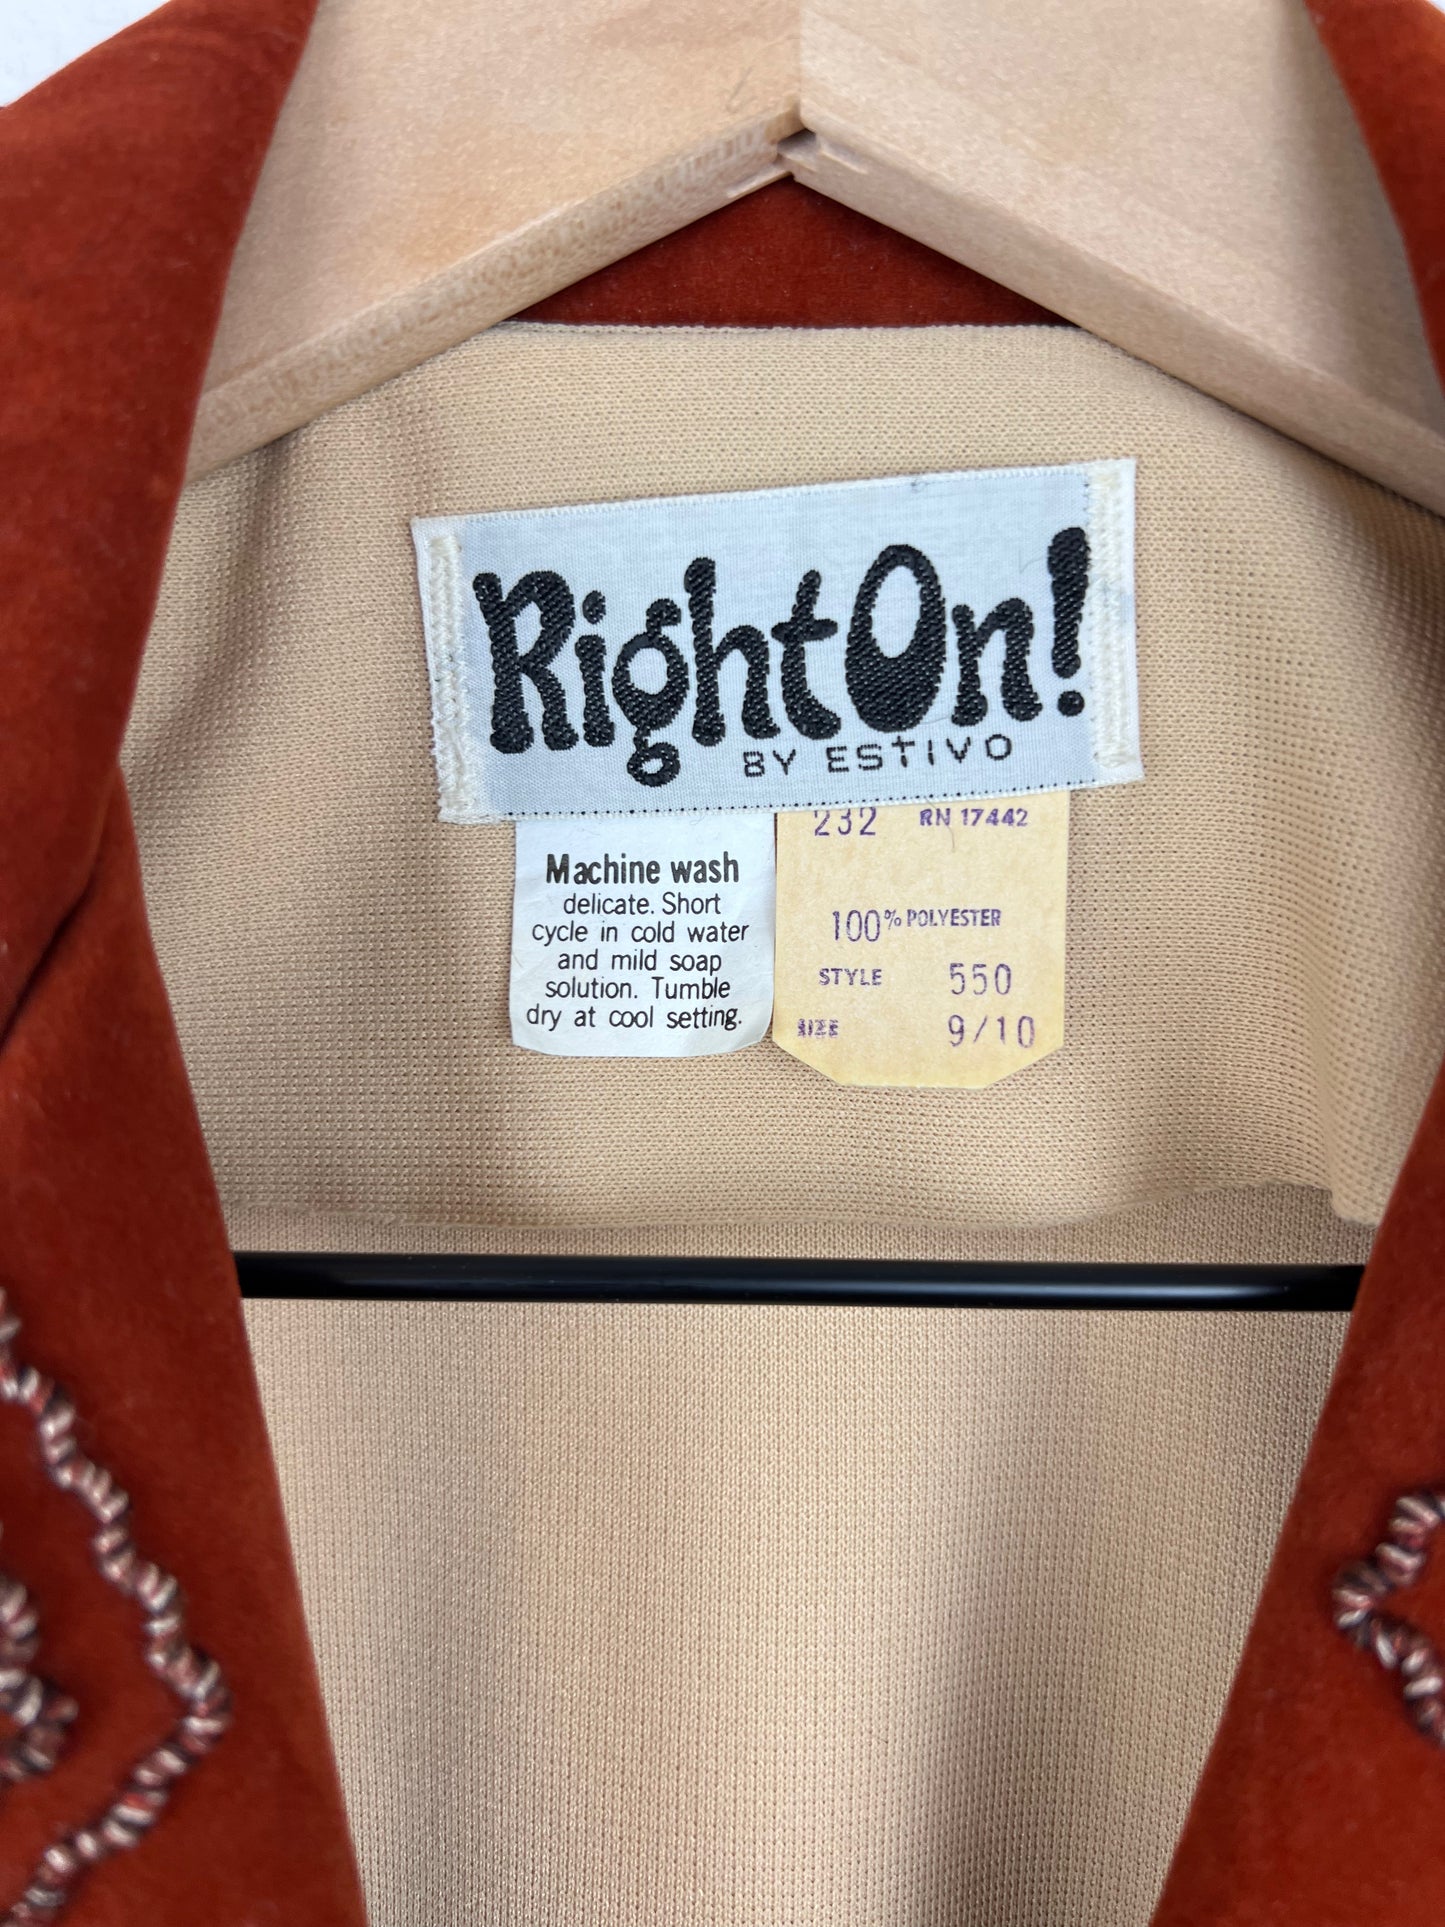 RightOn!
BY ESTIVO
Machine wash
delicate. Short
cycle in cold water
and mild soap
solution. Tumble
dry at cool setting.
232 RN 17442
100% POLYESTER
STYLE 550
SIZE 9/10